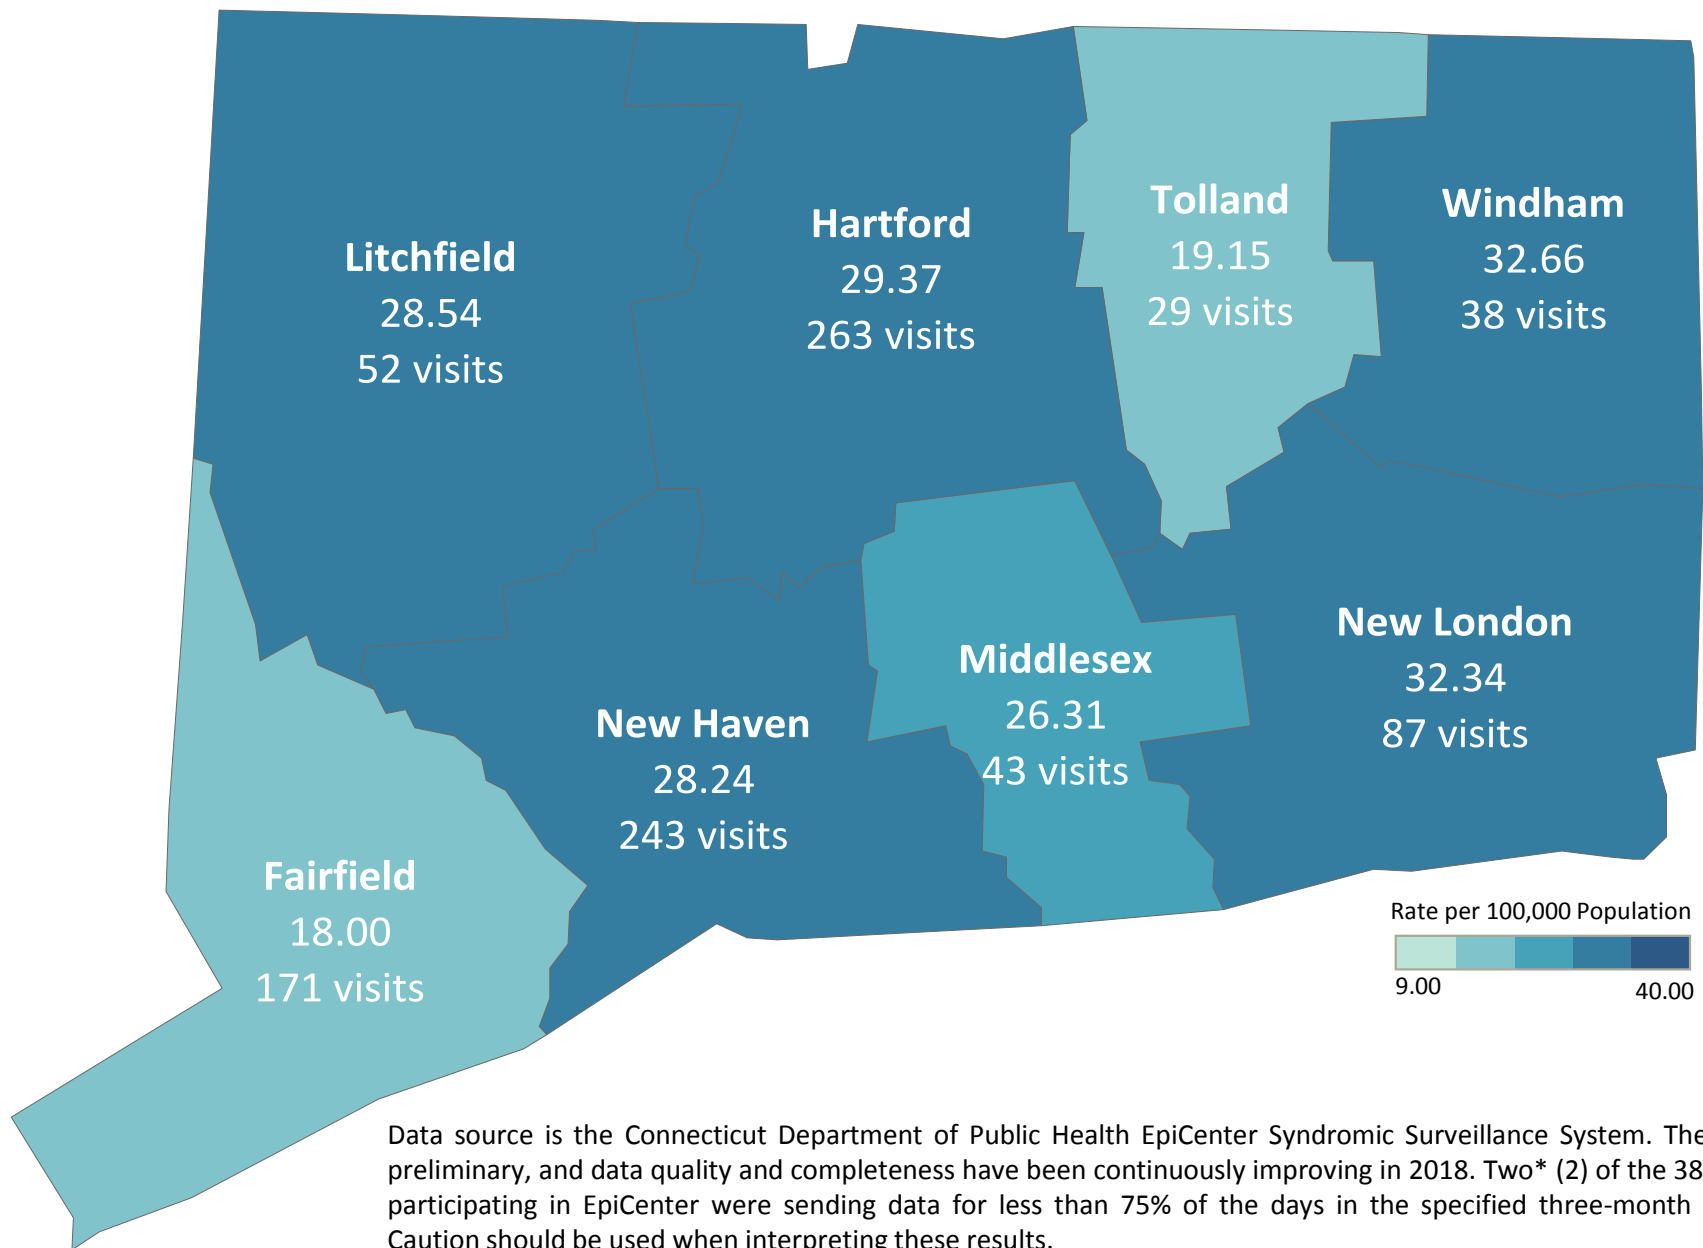 Tolland
19.15
29 visits
Windham
32.66
38 visits
Hartford
29.37
263 visits
Litchfield
28.54
52 visits
New London
32.34
87 visits
Middlesex
26.31
43 visits
New Haven
28.24
243 visits
Fairfield
18.00
171 visits
Rate per 100,000 Population
9.00 40.00
Data source is the Connecticut Department of Public Health EpiCenter Syndromic Surveillance System.
preliminary, and data quality and completeness have been continuously improving in 2018. Two* (2) of the 38
participating in EpiCenter were sending data for less than 75% of the days in the specified three-month
Caution should be used when interpreting these results.